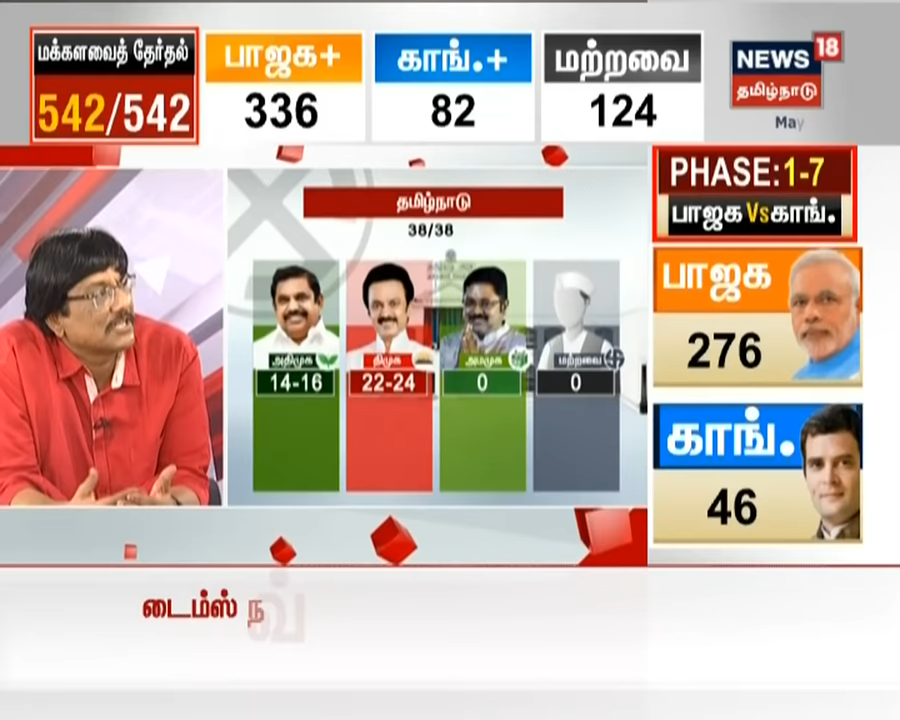 மக்களவைத் தேர்தல்
542/542
பாஜக+
336
காங்.+
82
மற்றவை
124
NEWS 18
தமிழ்நாடு
May
PHASE:1-7
பாஜக Vs காங்.
தமிழ்நாடு
38/38
அதிமுக
14-16
திமுக
22-24
அமமுக
0
மற்றவை
0
பாஜக
276
காங்.
46
டைம்ஸ் ந